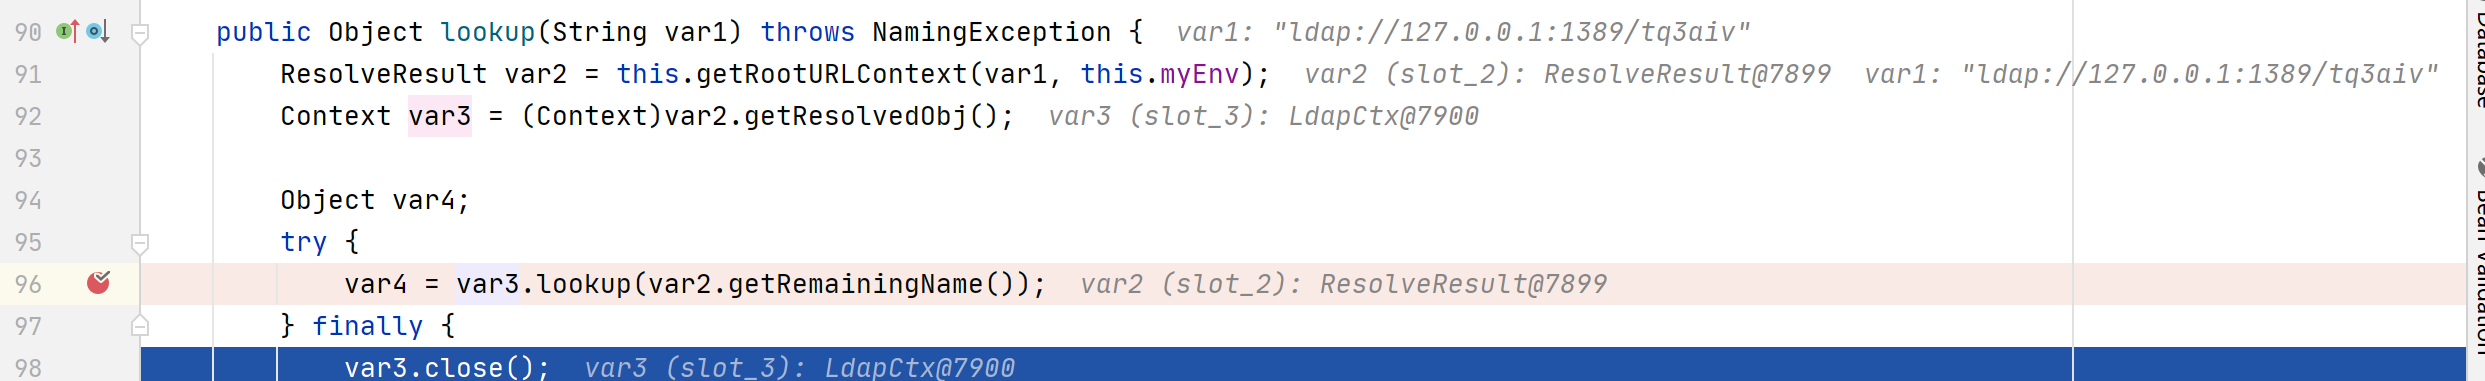 90 public Object lookup(String var1) throws NamingException { var1: "ldap://127.0.0.1:1389/tq3aiv"
91 ResolveResult var2 = this.getRootURLContext(var1, this.myEnv); var2 (slot_2): ResolveResult@7899 var1: "ldap://127.0.0.1:1389/tq3aiv"
92 Context var3 = (Context)var2.getResolvedObj(); var3 (slot_3): LdapCtx@7900
93
94 Object var4;
95 try {
96 var4 = var3.lookup(var2.getRemainingName()); var2 (slot_2): ResolveResult@7899
97 } finally {
98 var3.close(); var3 (slot_3): LdapCtx@7900
Database
Bean Validation